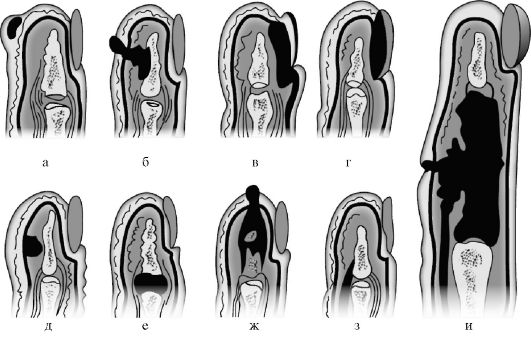 а б в г
д е ж з и